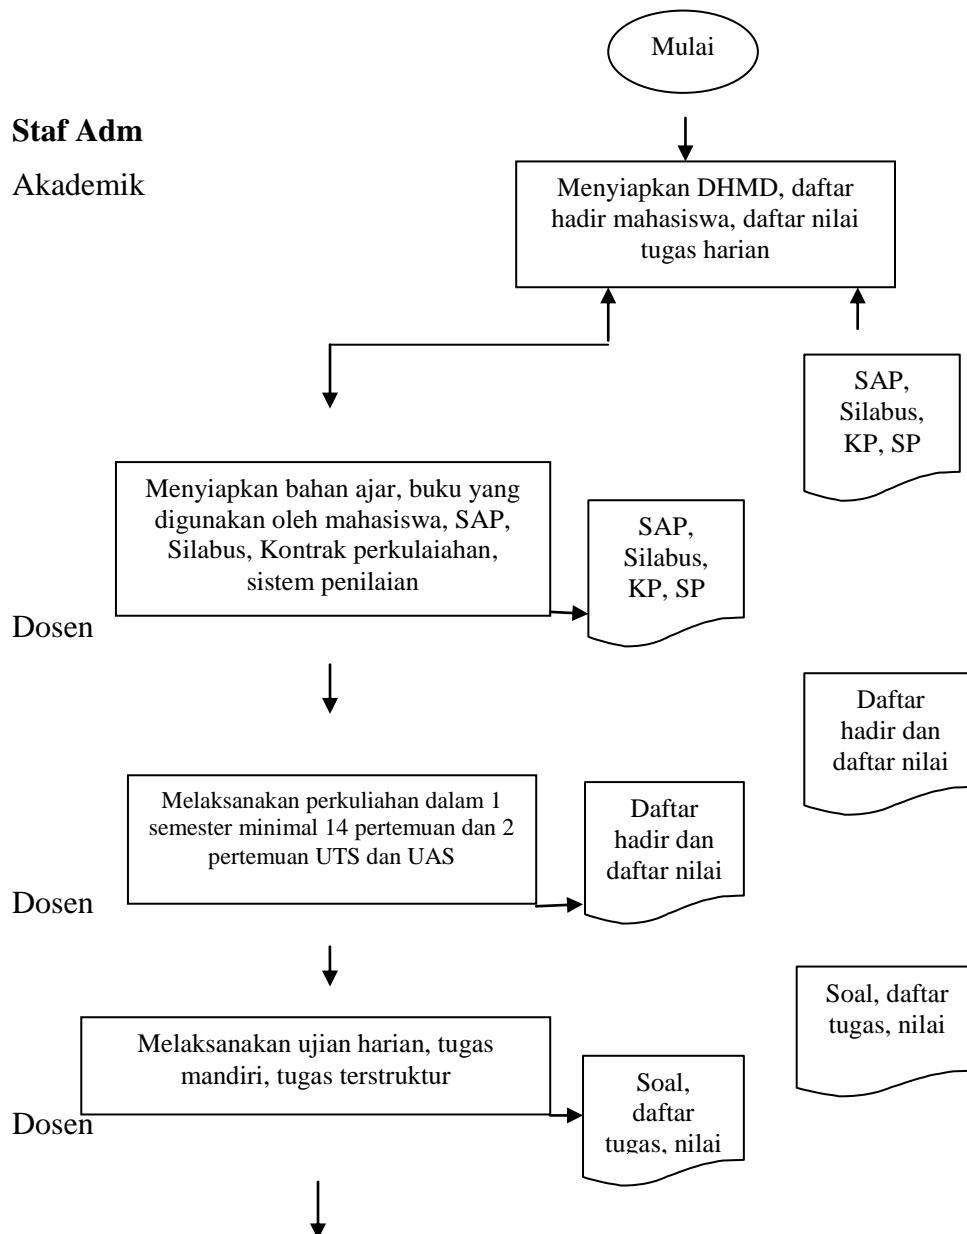 Mulai
Staf Adm
Akademik
Menyiapkan DHMD, daftar
hadir mahasiswa, daftar nilai
tugas harian
SAP,
Silabus,
KP, SP
Menyiapkan bahan ajar, buku yang
digunakan oleh mahasiswa, SAP,
Silabus, Kontrak perkulaiahan,
sistem penilaian
SAP,
Silabus,
KP, SP
Dosen
Daftar
hadir dan
daftar nilai
Melaksanakan perkuliahan dalam 1
semester minimal 14 pertemuan dan 2
pertemuan UTS dan UAS
Daftar
hadir dan
daftar nilai
Dosen
Soal, daftar
tugas, nilai
Melaksanakan ujian harian, tugas
mandiri, tugas terstruktur
Soal,
daftar
tugas, nilai
Dosen